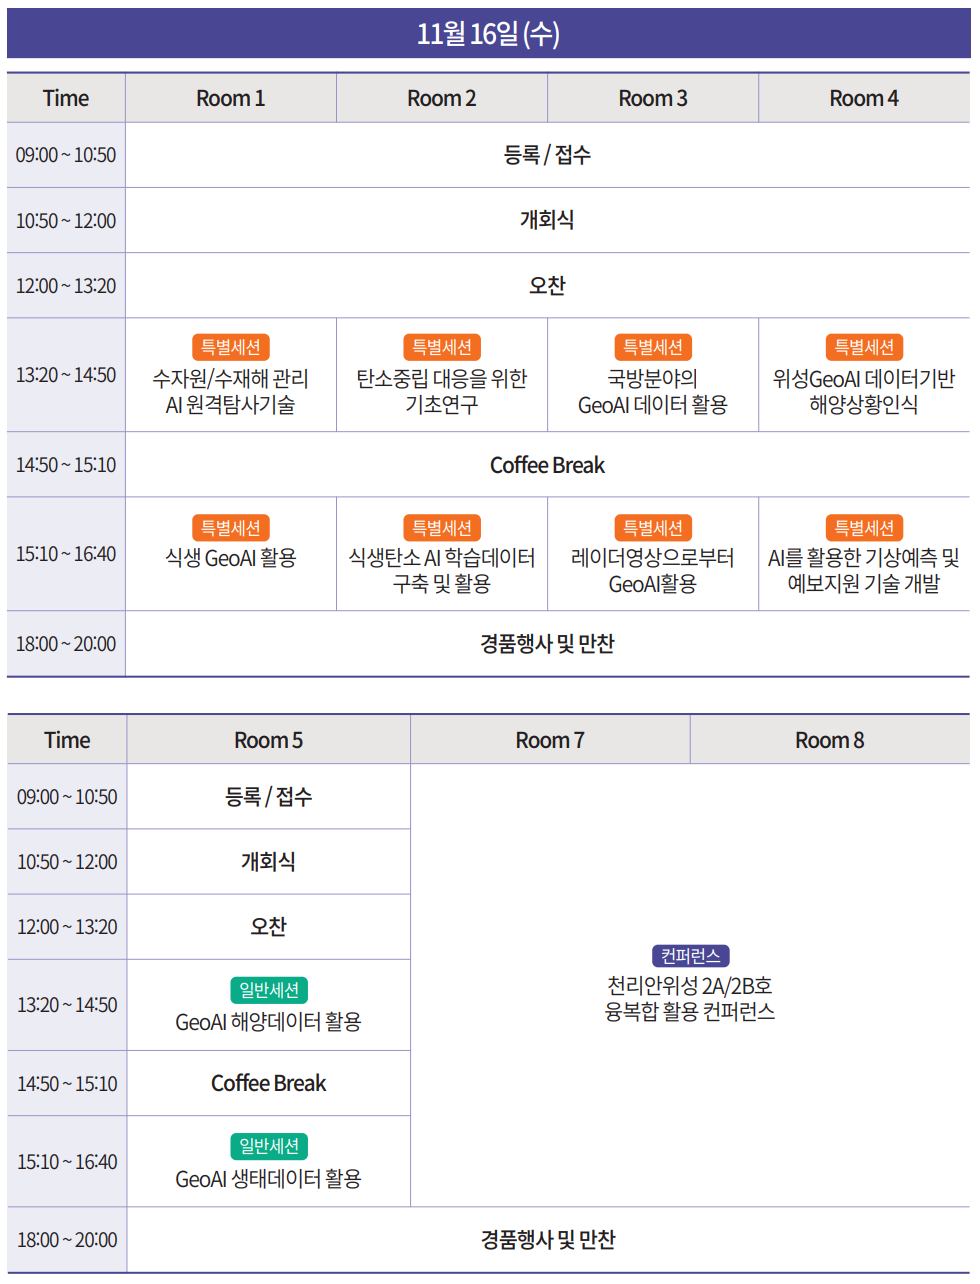 11월 16일 (수)
Time Room 1 Room 2 Room 3 Room 4
09:00 ~ 10:50 등록 / 접수
10:50 ~ 12:00 개회식
12:00 ~ 13:20 오찬
13:20 ~ 14:50
특별세션
수자원/수재해 관리
AI 원격탐사기술
특별세션
탄소중립 대응을 위한
기초연구
특별세션
국방분야의
GeoAI 데이터 활용
특별세션
위성GeoAI 데이터기반
해양상황인식
14:50 ~ 15:10 Coffee Break
15:10 ~ 16:40
특별세션
식생 GeoAI 활용
특별세션
식생탄소 AI 학습데이터
구축 및 활용
특별세션
레이더영상으로부터
GeoAI활용
특별세션
AI를 활용한 기상예측 및
예보지원 기술 개발
18:00 ~ 20:00 경품행사 및 만찬
Time Room 5 Room 7 Room 8
09:00 ~ 10:50 등록 / 접수
10:50 ~ 12:00 개회식
12:00 ~ 13:20 오찬
13:20 ~ 14:50
일반세션
GeoAI 해양데이터 활용
14:50 ~ 15:10 Coffee Break
15:10 ~ 16:40
일반세션
GeoAI 생태데이터 활용
컨퍼런스
천리안위성 2A/2B호
융복합 활용 컨퍼런스
18:00 ~ 20:00 경품행사 및 만찬